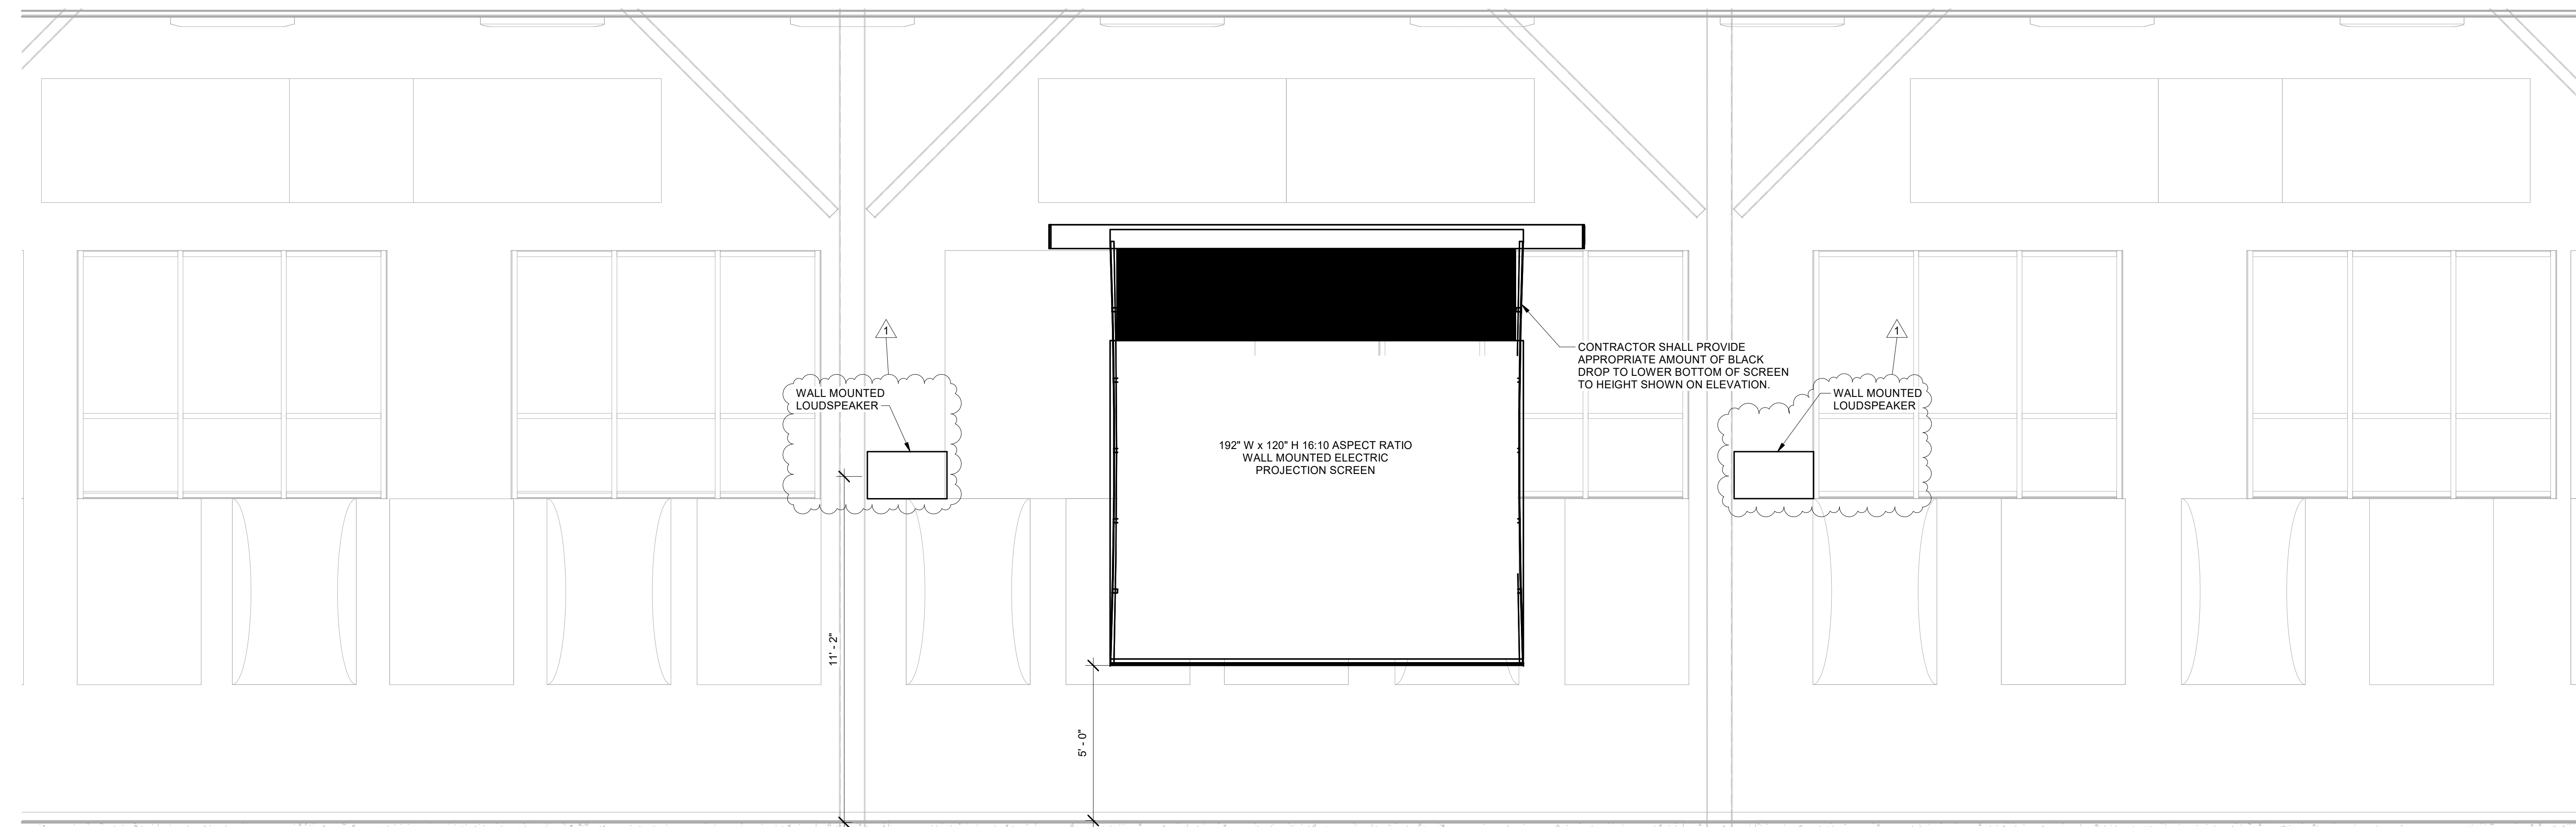 1
WALL MOUNTED
LOUDSPEAKER
192" W x 120" H 16:10 ASPECT RATIO
WALL MOUNTED ELECTRIC
PROJECTION SCREEN
CONTRACTOR SHALL PROVIDE
APPROPRIATE AMOUNT OF BLACK
DROP TO LOWER BOTTOM OF SCREEN
TO HEIGHT SHOWN ON ELEVATION.
1
WALL MOUNTED
LOUDSPEAKER
11' - 2"
5' - 0"